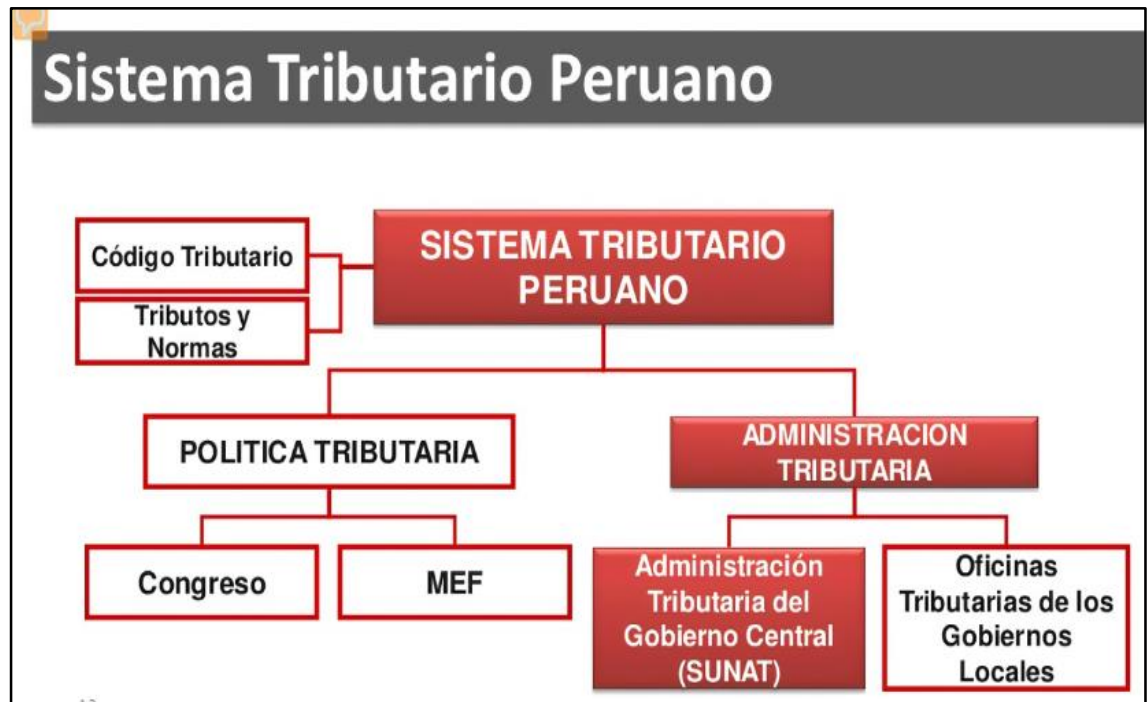 Sistema Tributario Peruano
Código Tributario
Tributos y
Normas
SISTEMA TRIBUTARIO
PERUANO
POLITICA TRIBUTARIA
ADMINISTRACION
TRIBUTARIA
Congreso
MEF
Administración
Tributaria del
Gobierno Central
(SUNAT)
Oficinas
Tributarias de los
Gobiernos
Locales